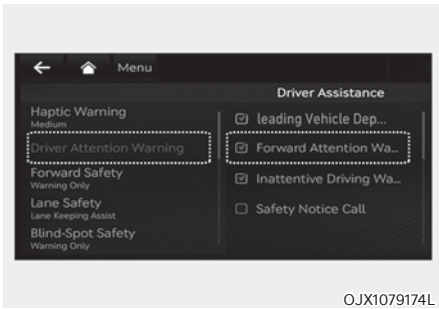 Menu
Driver Assistance
Haptic Warning
Medium
Driver Attention Warning
Forward Safety
Warning Only
Lane Safety
Lane Keeping Assist
Blind-Spot Safety
Warning Only
leading Vehicle Dep...
Forward Attention Wa...
Inattentive Driving Wa...
Safety Notice Call
OJX1079174L